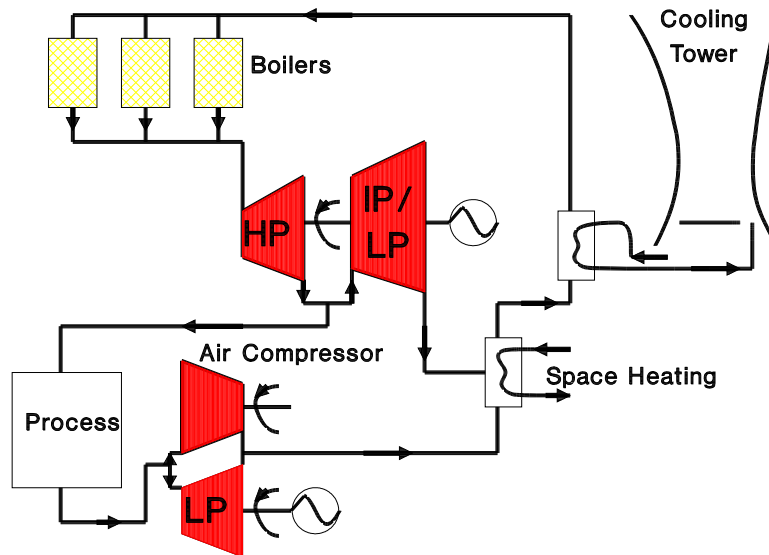 Cooling
Tower
Boilers
HP
IP/
LP
Air Compressor
Space Heating
Process
LP